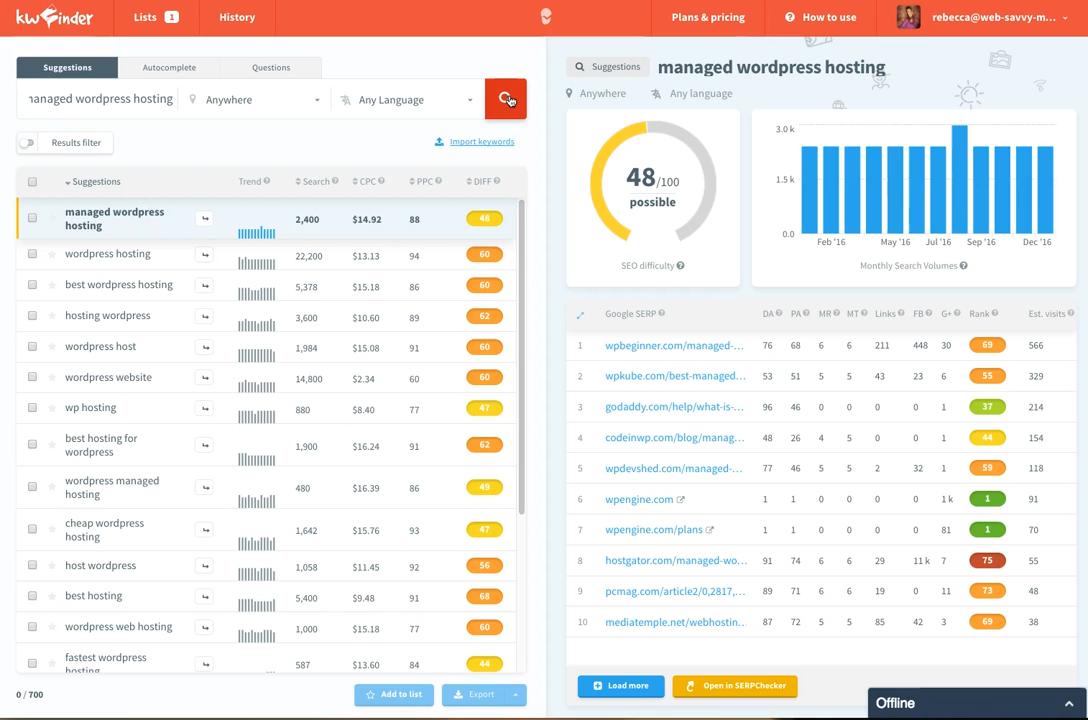 kwfinder
Lists 1
History
Plans & pricing
How to use
rebecca@web-savvy-m...
Suggestions Autocomplete Questions
managed wordpress hosting Anywhere Any Language
Results filter
Import keywords
Suggestions Trend Search CPC PPC DIFF
managed wordpress
hosting
2,400 $14.92 88 48
wordpress hosting 22,200 $13.13 94 60
best wordpress hosting 5,378 $15.18 86 60
hosting wordpress 3,600 $10.60 89 62
wordpress host 1,984 $15.08 91 60
wordpress website 14,800 $2.34 60 60
wp hosting 880 $8.40 77 47
best hosting for
wordpress
1,900 $16.24 91 62
wordpress managed
hosting
480 $16.39 86 49
cheap wordpress
hosting
1,642 $15.76 93 47
host wordpress 1,058 $11.45 92 56
best hosting 5,400 $9.48 91 68
wordpress web hosting 1,000 $15.18 77 60
fastest wordpress
hosting
587 $13.60 84 44
0 / 700
Add to list
Export
Suggestions
managed wordpress hosting
Anywhere Any language
48/100
possible
SEO difficulty
3.0 k
1.5 k
0.0
Feb '16 May '16 Jul '16 Sep '16 Dec '16
Monthly Search Volumes
Google SERP DA PA MR MT Links FB G+ Rank Est. visits
1 wpbeginner.com/managed-... 76 68 6 6 211 448 30 69 566
2 wpkube.com/best-managed... 53 51 5 5 43 23 6 55 329
3 godaddy.com/help/what-is-... 96 46 0 0 0 0 1 37 214
4 codeinwp.com/blog/manag... 48 26 4 5 0 0 1 44 154
5 wpdevshed.com/managed-... 77 46 5 5 2 32 1 59 118
6 wpengine.com 1 1 0 0 0 0 1 k 1 91
7 wpengine.com/plans 1 1 0 0 0 0 81 1 70
8 hostgator.com/managed-wo... 91 74 6 6 29 11 k 7 75 55
9 pcmag.com/article2/0,2817,... 89 71 6 6 19 0 11 73 48
10 mediatemple.net/webhostin... 87 72 5 5 85 42 3 69 38
Load more
Open in SERPChecker
Offline